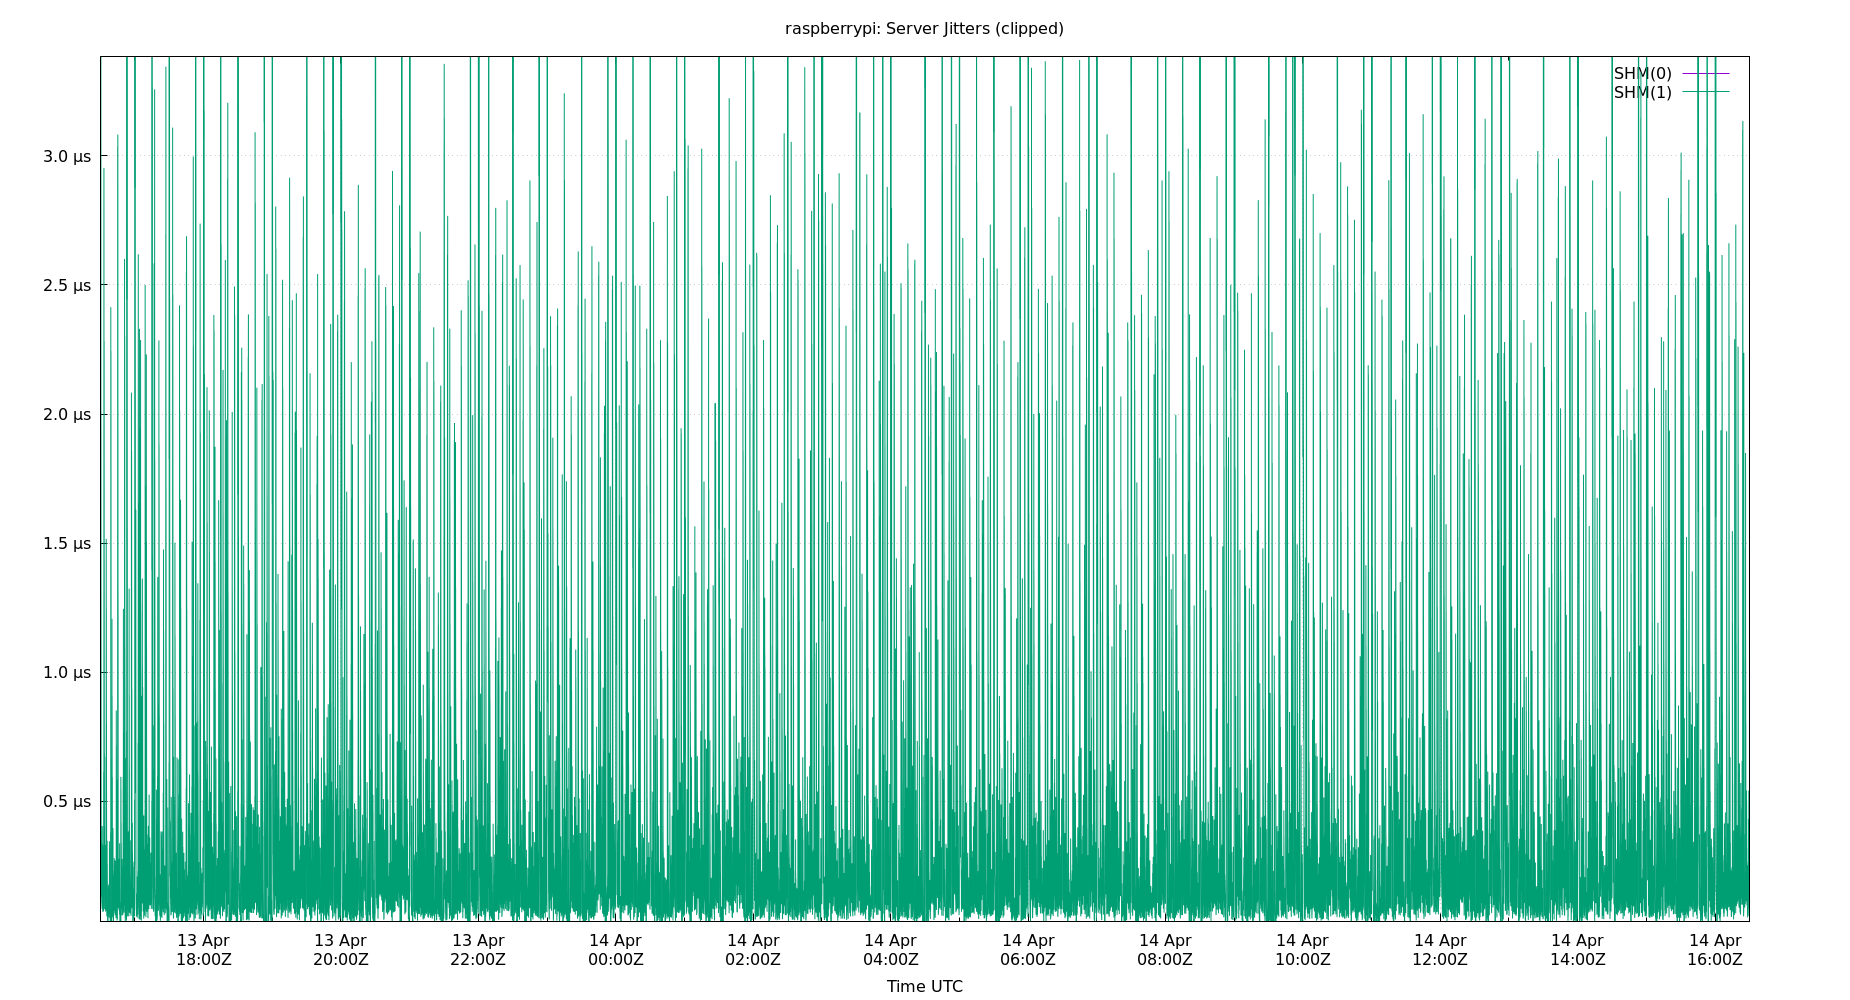 raspberrypi: Server Jitters (clipped)
SHM(0)
SHM(1)
3.0 µs
2.5 µs
2.0 µs
1.5 µs
1.0 µs
0.5 µs
13 Apr 13 Apr 13 Apr 14 Apr 14 Apr 14 Apr 14 Apr 14 Apr 14 Apr 14 Apr 14 Apr 14 Apr
18:00Z 20:00Z 22:00Z 00:00Z 02:00Z 04:00Z 06:00Z 08:00Z 10:00Z 12:00Z 14:00Z 16:00Z
Time UTC